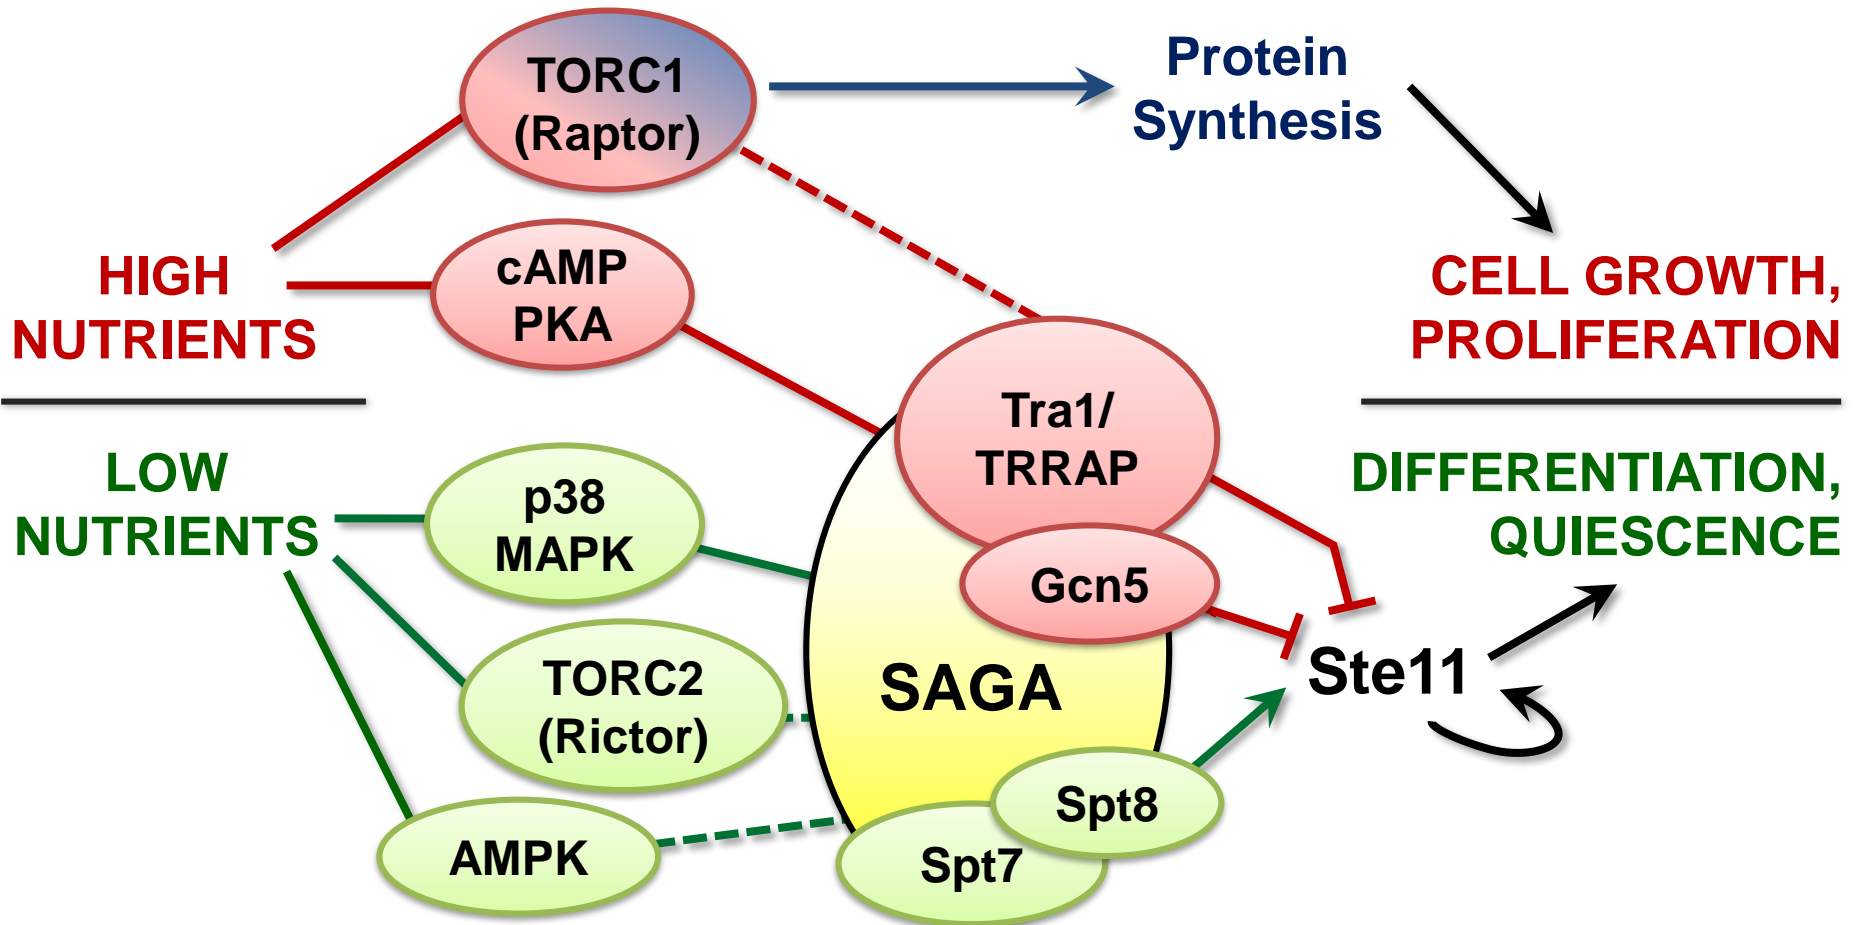 TORC1
(Raptor)
Protein
Synthesis
HIGH
NUTRIENTS
cAMP
PKA
CELL GROWTH,
PROLIFERATION
Tra1/
TRRAP
LOW
NUTRIENTS
p38
MAPK
DIFFERENTIATION,
QUIESCENCE
Gcn5
TORC2
(Rictor)
SAGA
Ste11
AMPK
Spt8
Spt7